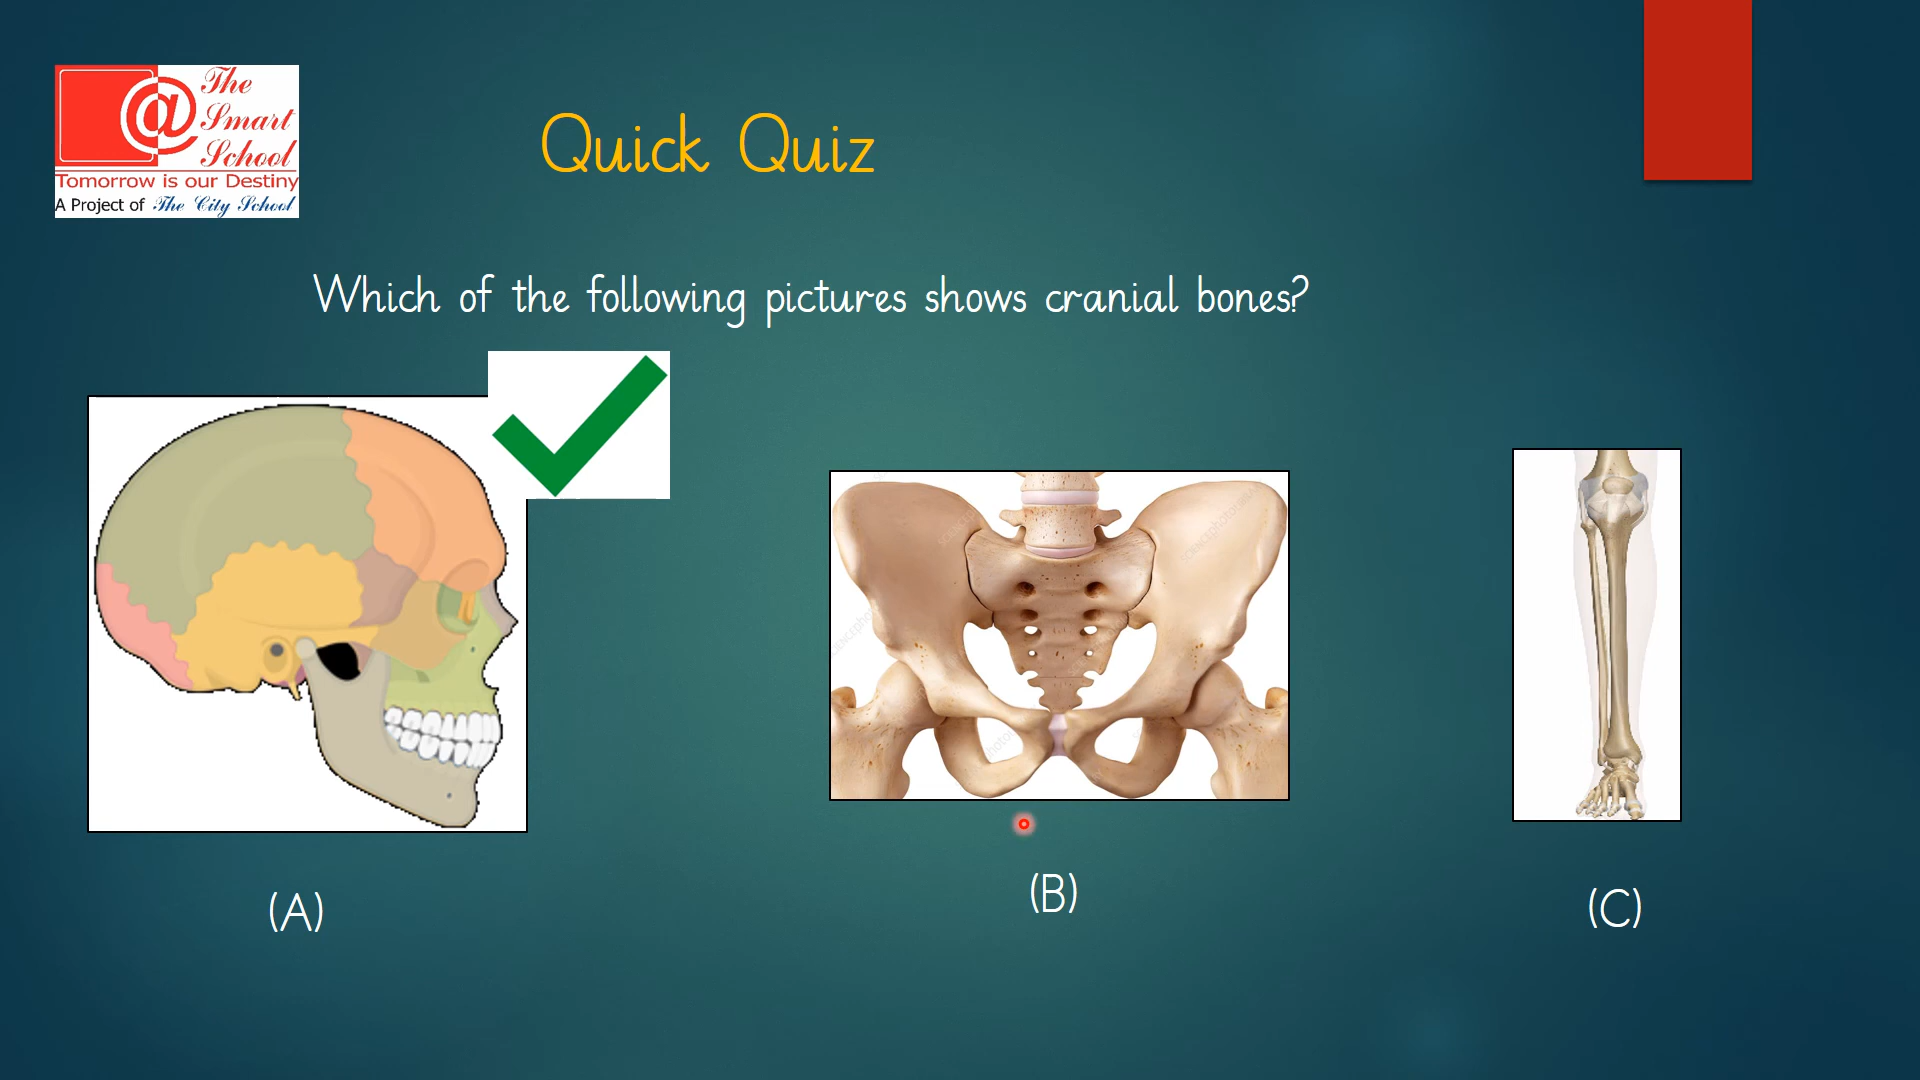 The
Smart
School
Tomorrow is our Destiny
A Project of The City School
Quick Quiz
Which of the following pictures shows cranial bones?
(A)
(B)
(C)